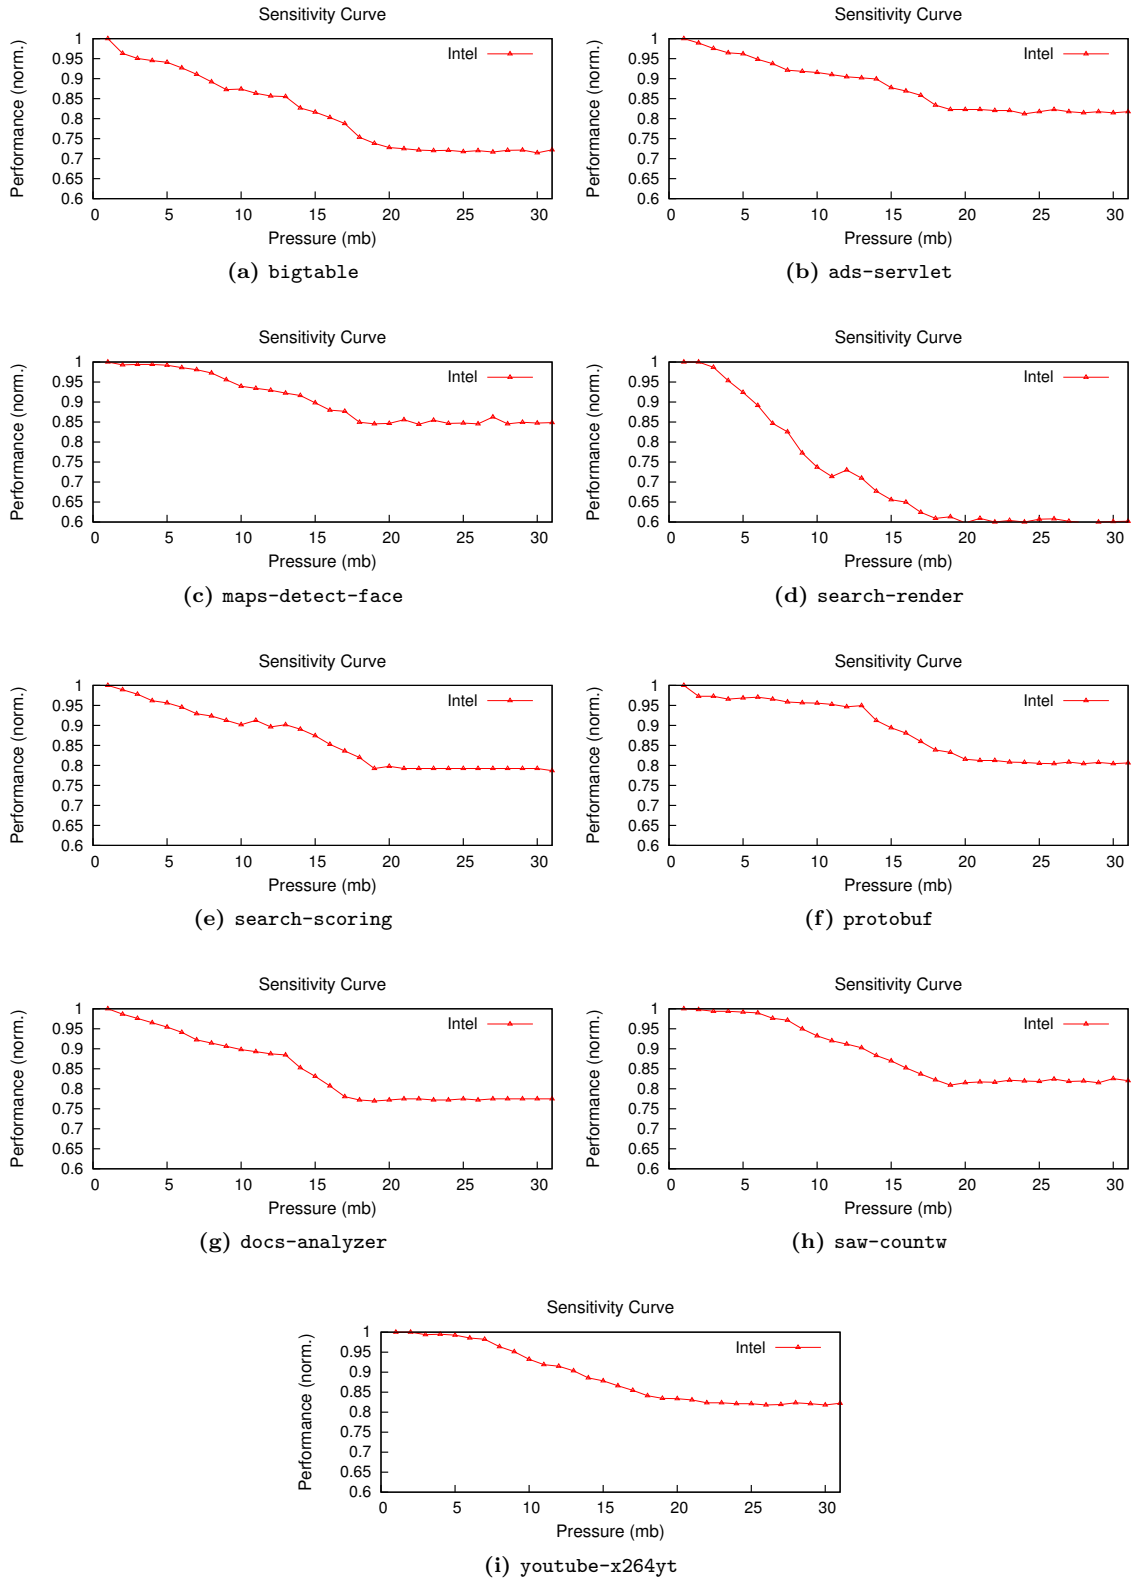 Sensitivity Curve
Performance (norm.)
1
0.95
0.9
0.85
0.8
0.75
0.7
0.65
0.6
Intel
0 5 10 15 20 25 30
Pressure (mb)
(a) bigtable
Sensitivity Curve
Performance (norm.)
1
0.95
0.9
0.85
0.8
0.75
0.7
0.65
0.6
Intel
0 5 10 15 20 25 30
Pressure (mb)
(b) ads-servlet
Sensitivity Curve
Performance (norm.)
1
0.95
0.9
0.85
0.8
0.75
0.7
0.65
0.6
Intel
0 5 10 15 20 25 30
Pressure (mb)
(c) maps-detect-face
Sensitivity Curve
Performance (norm.)
1
0.95
0.9
0.85
0.8
0.75
0.7
0.65
0.6
Intel
0 5 10 15 20 25 30
Pressure (mb)
(d) search-render
Sensitivity Curve
Performance (norm.)
1
0.95
0.9
0.85
0.8
0.75
0.7
0.65
0.6
Intel
0 5 10 15 20 25 30
Pressure (mb)
(e) search-scoring
Sensitivity Curve
Performance (norm.)
1
0.95
0.9
0.85
0.8
0.75
0.7
0.65
0.6
Intel
0 5 10 15 20 25 30
Pressure (mb)
(f) protobuf
Sensitivity Curve
Performance (norm.)
1
0.95
0.9
0.85
0.8
0.75
0.7
0.65
0.6
Intel
0 5 10 15 20 25 30
Pressure (mb)
(g) docs-analyzer
Sensitivity Curve
Performance (norm.)
1
0.95
0.9
0.85
0.8
0.75
0.7
0.65
0.6
Intel
0 5 10 15 20 25 30
Pressure (mb)
(h) saw-countw
Sensitivity Curve
Performance (norm.)
1
0.95
0.9
0.85
0.8
0.75
0.7
0.65
0.6
Intel
0 5 10 15 20 25 30
Pressure (mb)
(i) youtube-x264yt